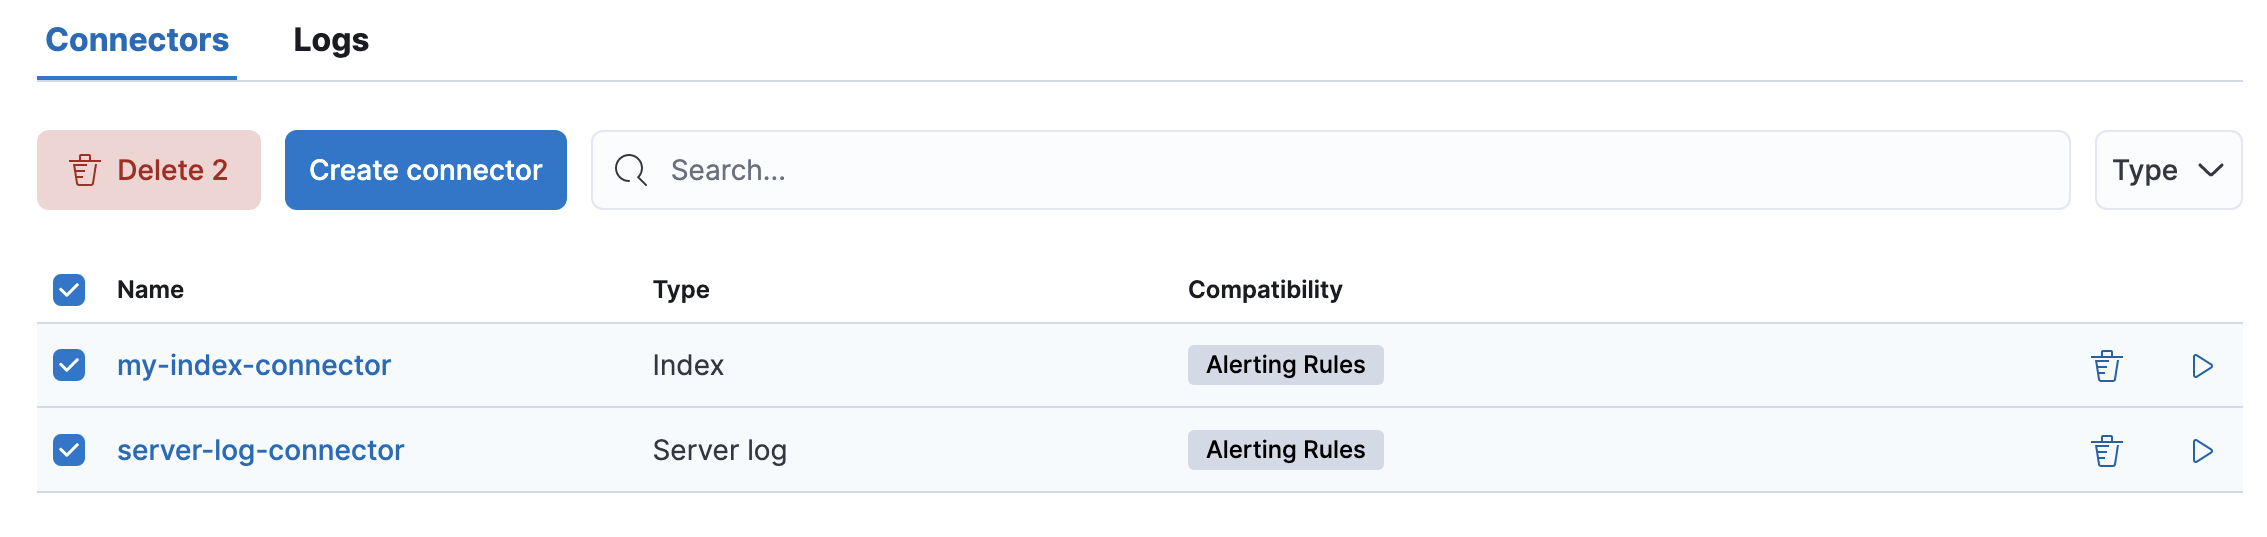 Connectors Logs
Delete 2 Create connector Search... Type
Name Type Compatibility
my-index-connector Index Alerting Rules
server-log-connector Server log Alerting Rules